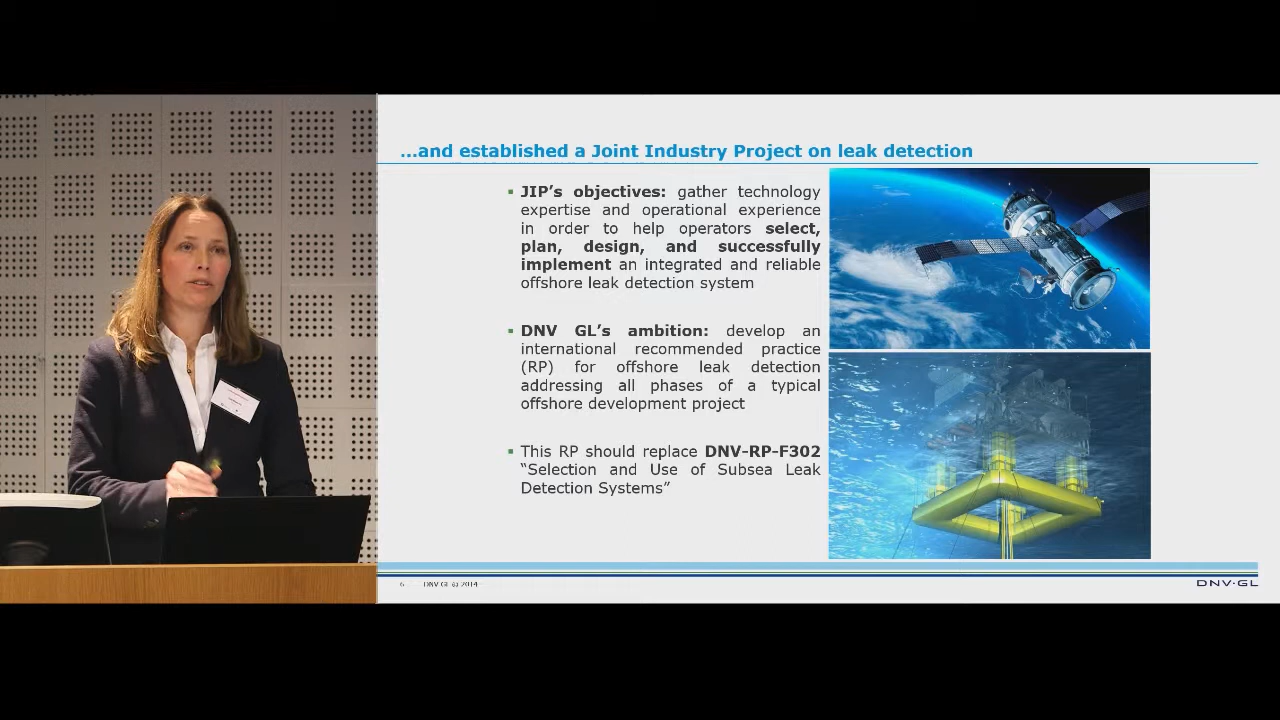 ...and established a Joint Industry Project on leak detection
▪ JIP's objectives: gather technology
expertise and operational experience
in order to help operators select,
plan, design, and successfully
implement an integrated and reliable
offshore leak detection system
▪ DNV GL's ambition: develop an
international recommended practice
(RP) for offshore leak detection
addressing all phases of a typical
offshore development project
▪ This RP should replace DNV-RP-F302
“Selection and Use of Subsea Leak
Detection Systems”
6 DNV GL © 2014
DNV·GL